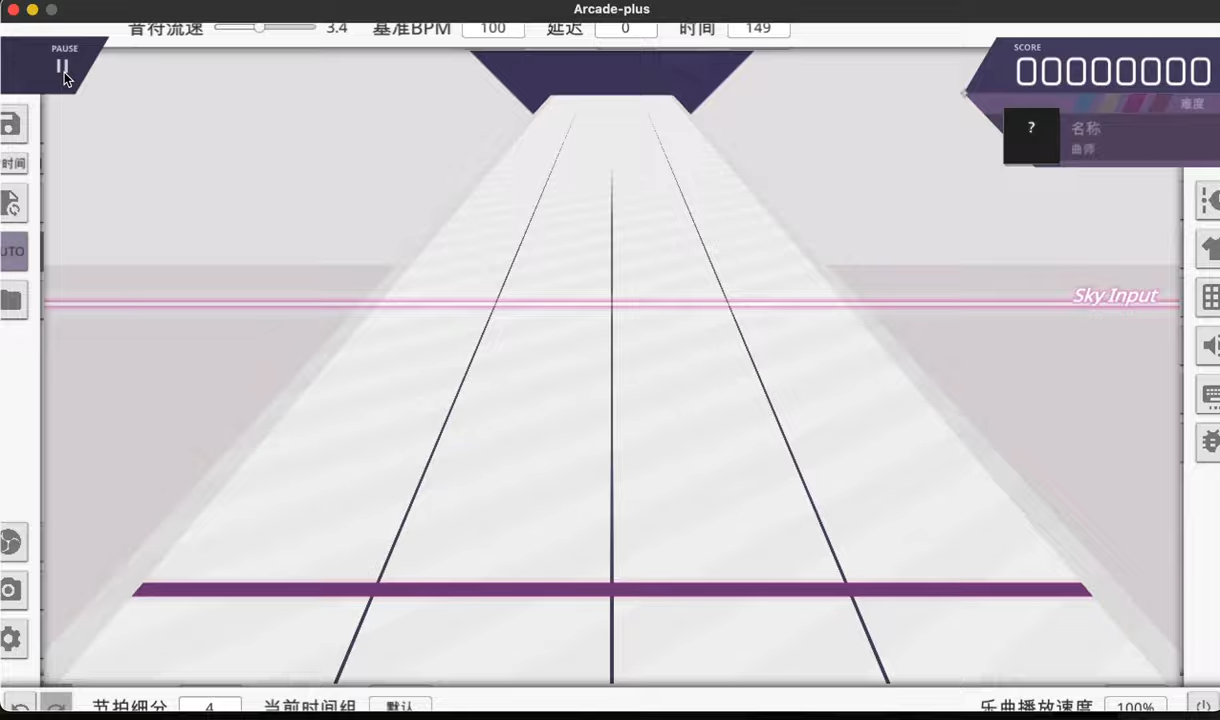 Arcade-plus
音符流速 3.4 基准BPM 100 延迟 0 时间 149
PAUSE
SCORE
00000000
难度
?
名称
曲师
时间
UTO
Sky Input
节拍细分 4 当前时间组 默认 乐曲播放速度 100%